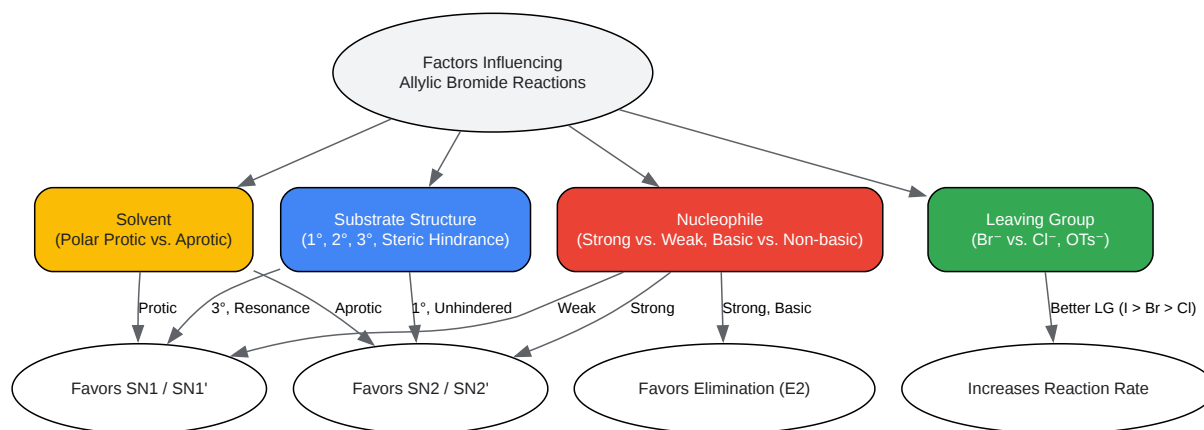 Factors Influencing
Allylic Bromide Reactions
Solvent
(Polar Protic vs. Aprotic)
Substrate Structure
(1°, 2°, 3°, Steric Hindrance)
Nucleophile
(Strong vs. Weak, Basic vs. Non-basic)
Leaving Group
(Br⁻ vs. Cl⁻, OTs⁻)
Protic
3°, Resonance
Aprotic
1°, Unhindered
Weak
Strong
Strong, Basic
Better LG (I > Br > Cl)
Favors SN1 / SN1'
Favors SN2 / SN2'
Favors Elimination (E2)
Increases Reaction Rate